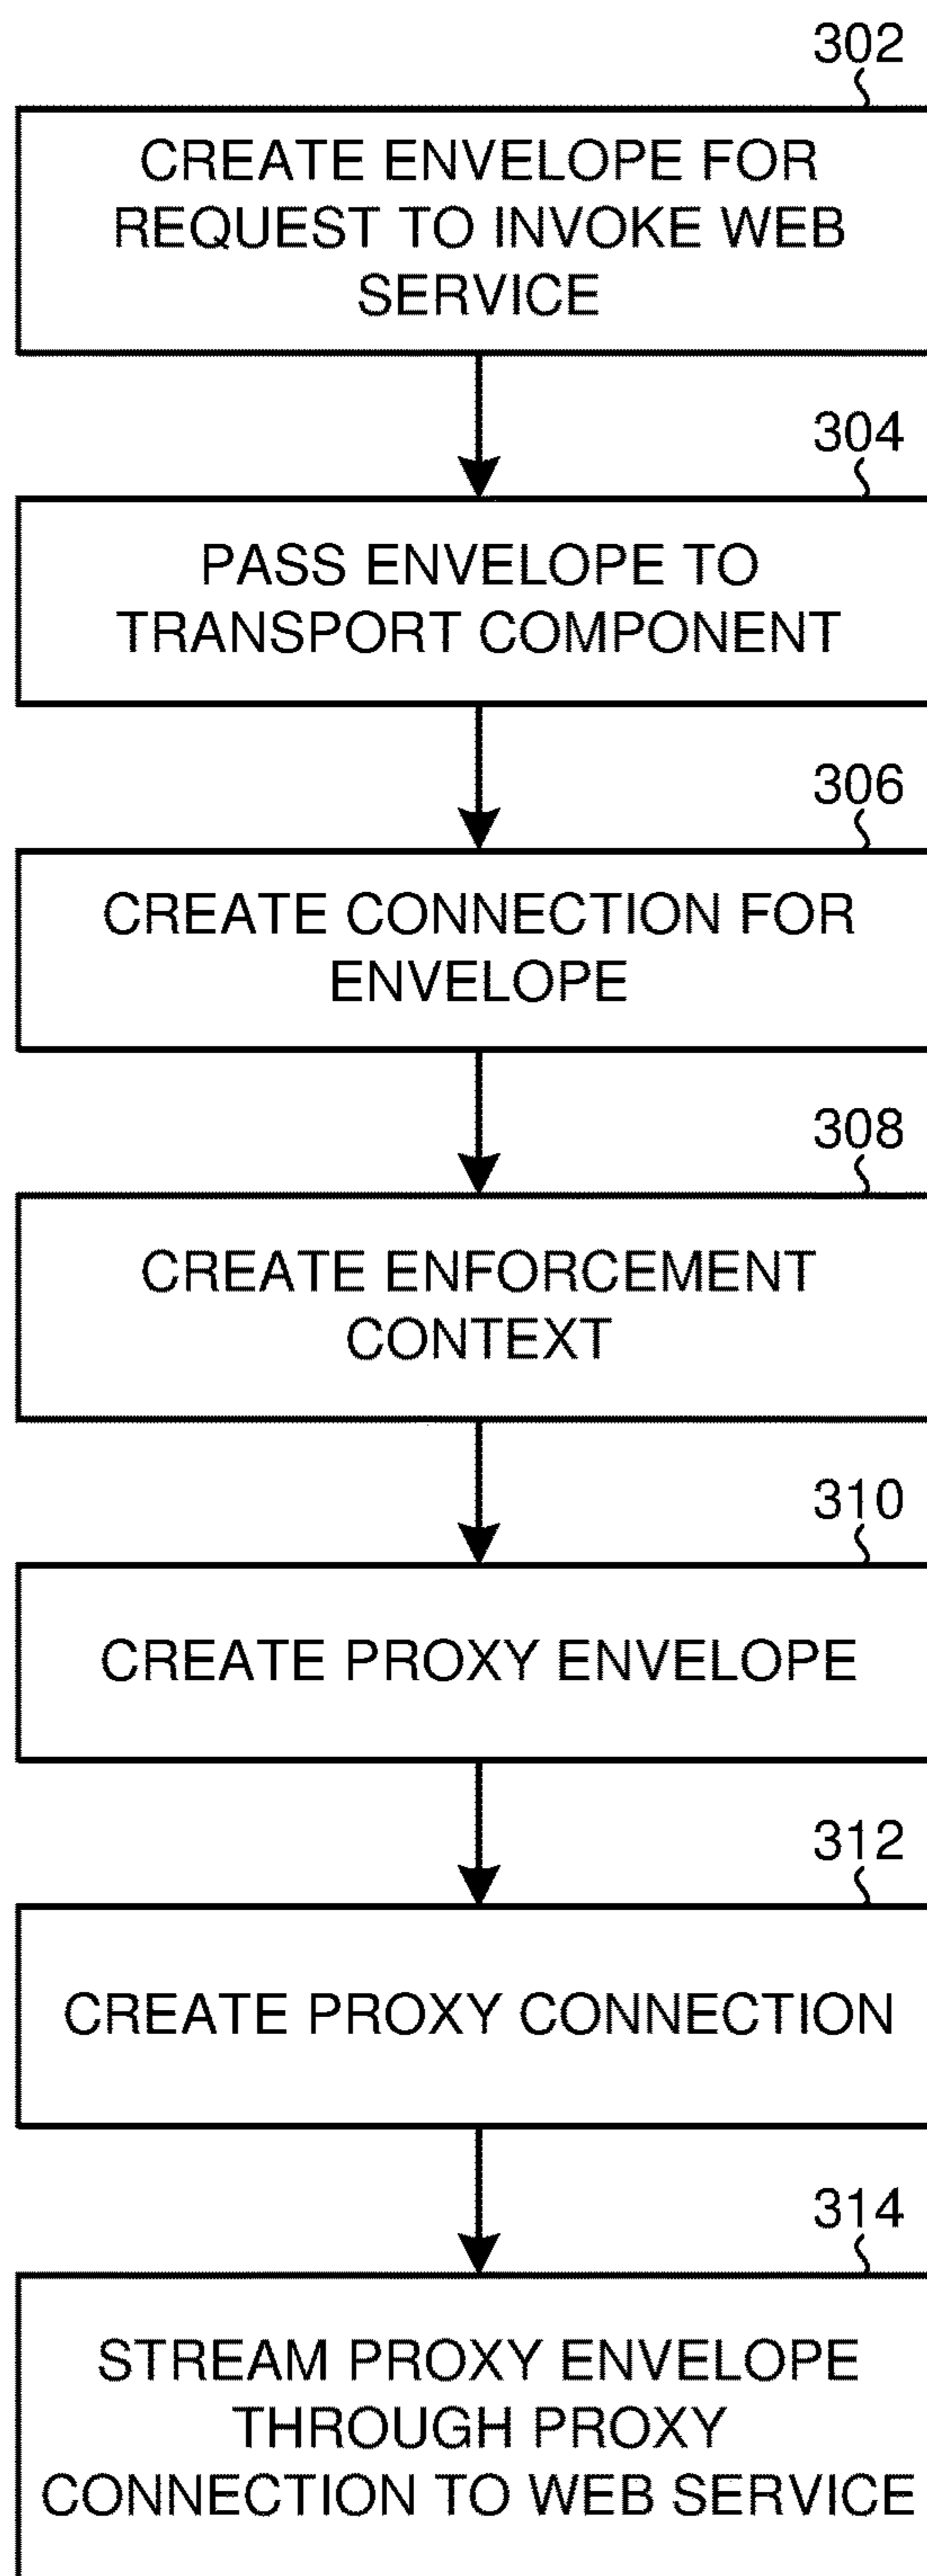 302
CREATE ENVELOPE FOR
REQUEST TO INVOKE WEB
SERVICE
304
PASS ENVELOPE TO
TRANSPORT COMPONENT
306
CREATE CONNECTION FOR
ENVELOPE
308
CREATE ENFORCEMENT
CONTEXT
310
CREATE PROXY ENVELOPE
312
CREATE PROXY CONNECTION
314
STREAM PROXY ENVELOPE
THROUGH PROXY
CONNECTION TO WEB SERVICE